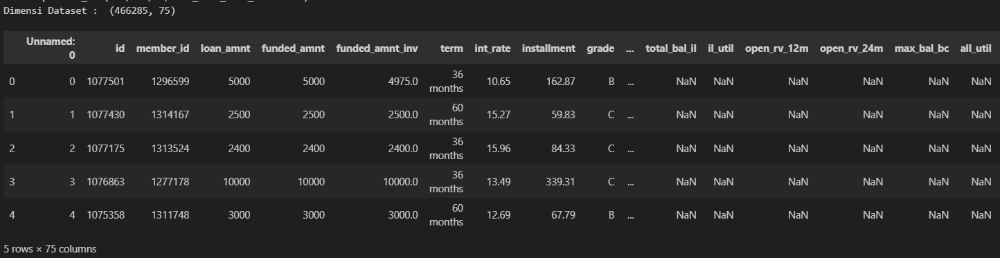 Dimensi Dataset :  (466285, 75)
Unnamed: 0 id member_id loan_amnt funded_amnt funded_amnt_inv term int_rate installment grade ... total_bal_il il_util open_rv_12m open_rv_24m max_bal_bc all_util
0 0 1077501 1296599 5000 5000 4975.0 36 months 10.65 162.87 B ... NaN NaN NaN NaN NaN NaN
1 1 1077430 1314167 2500 2500 2500.0 60 months 15.27 59.83 C ... NaN NaN NaN NaN NaN NaN
2 2 1077175 1313524 2400 2400 2400.0 36 months 15.96 84.33 C ... NaN NaN NaN NaN NaN NaN
3 3 1076863 1277178 10000 10000 10000.0 36 months 13.49 339.31 C ... NaN NaN NaN NaN NaN NaN
4 4 1075358 1311748 3000 3000 3000.0 60 months 12.69 67.79 B ... NaN NaN NaN NaN NaN NaN
5 rows × 75 columns